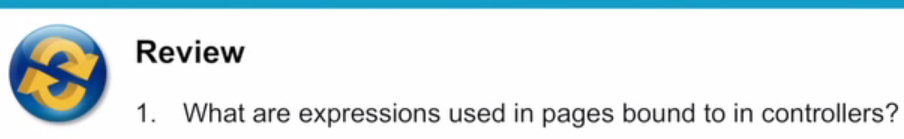 Review
1. What are expressions used in pages bound to in controllers?